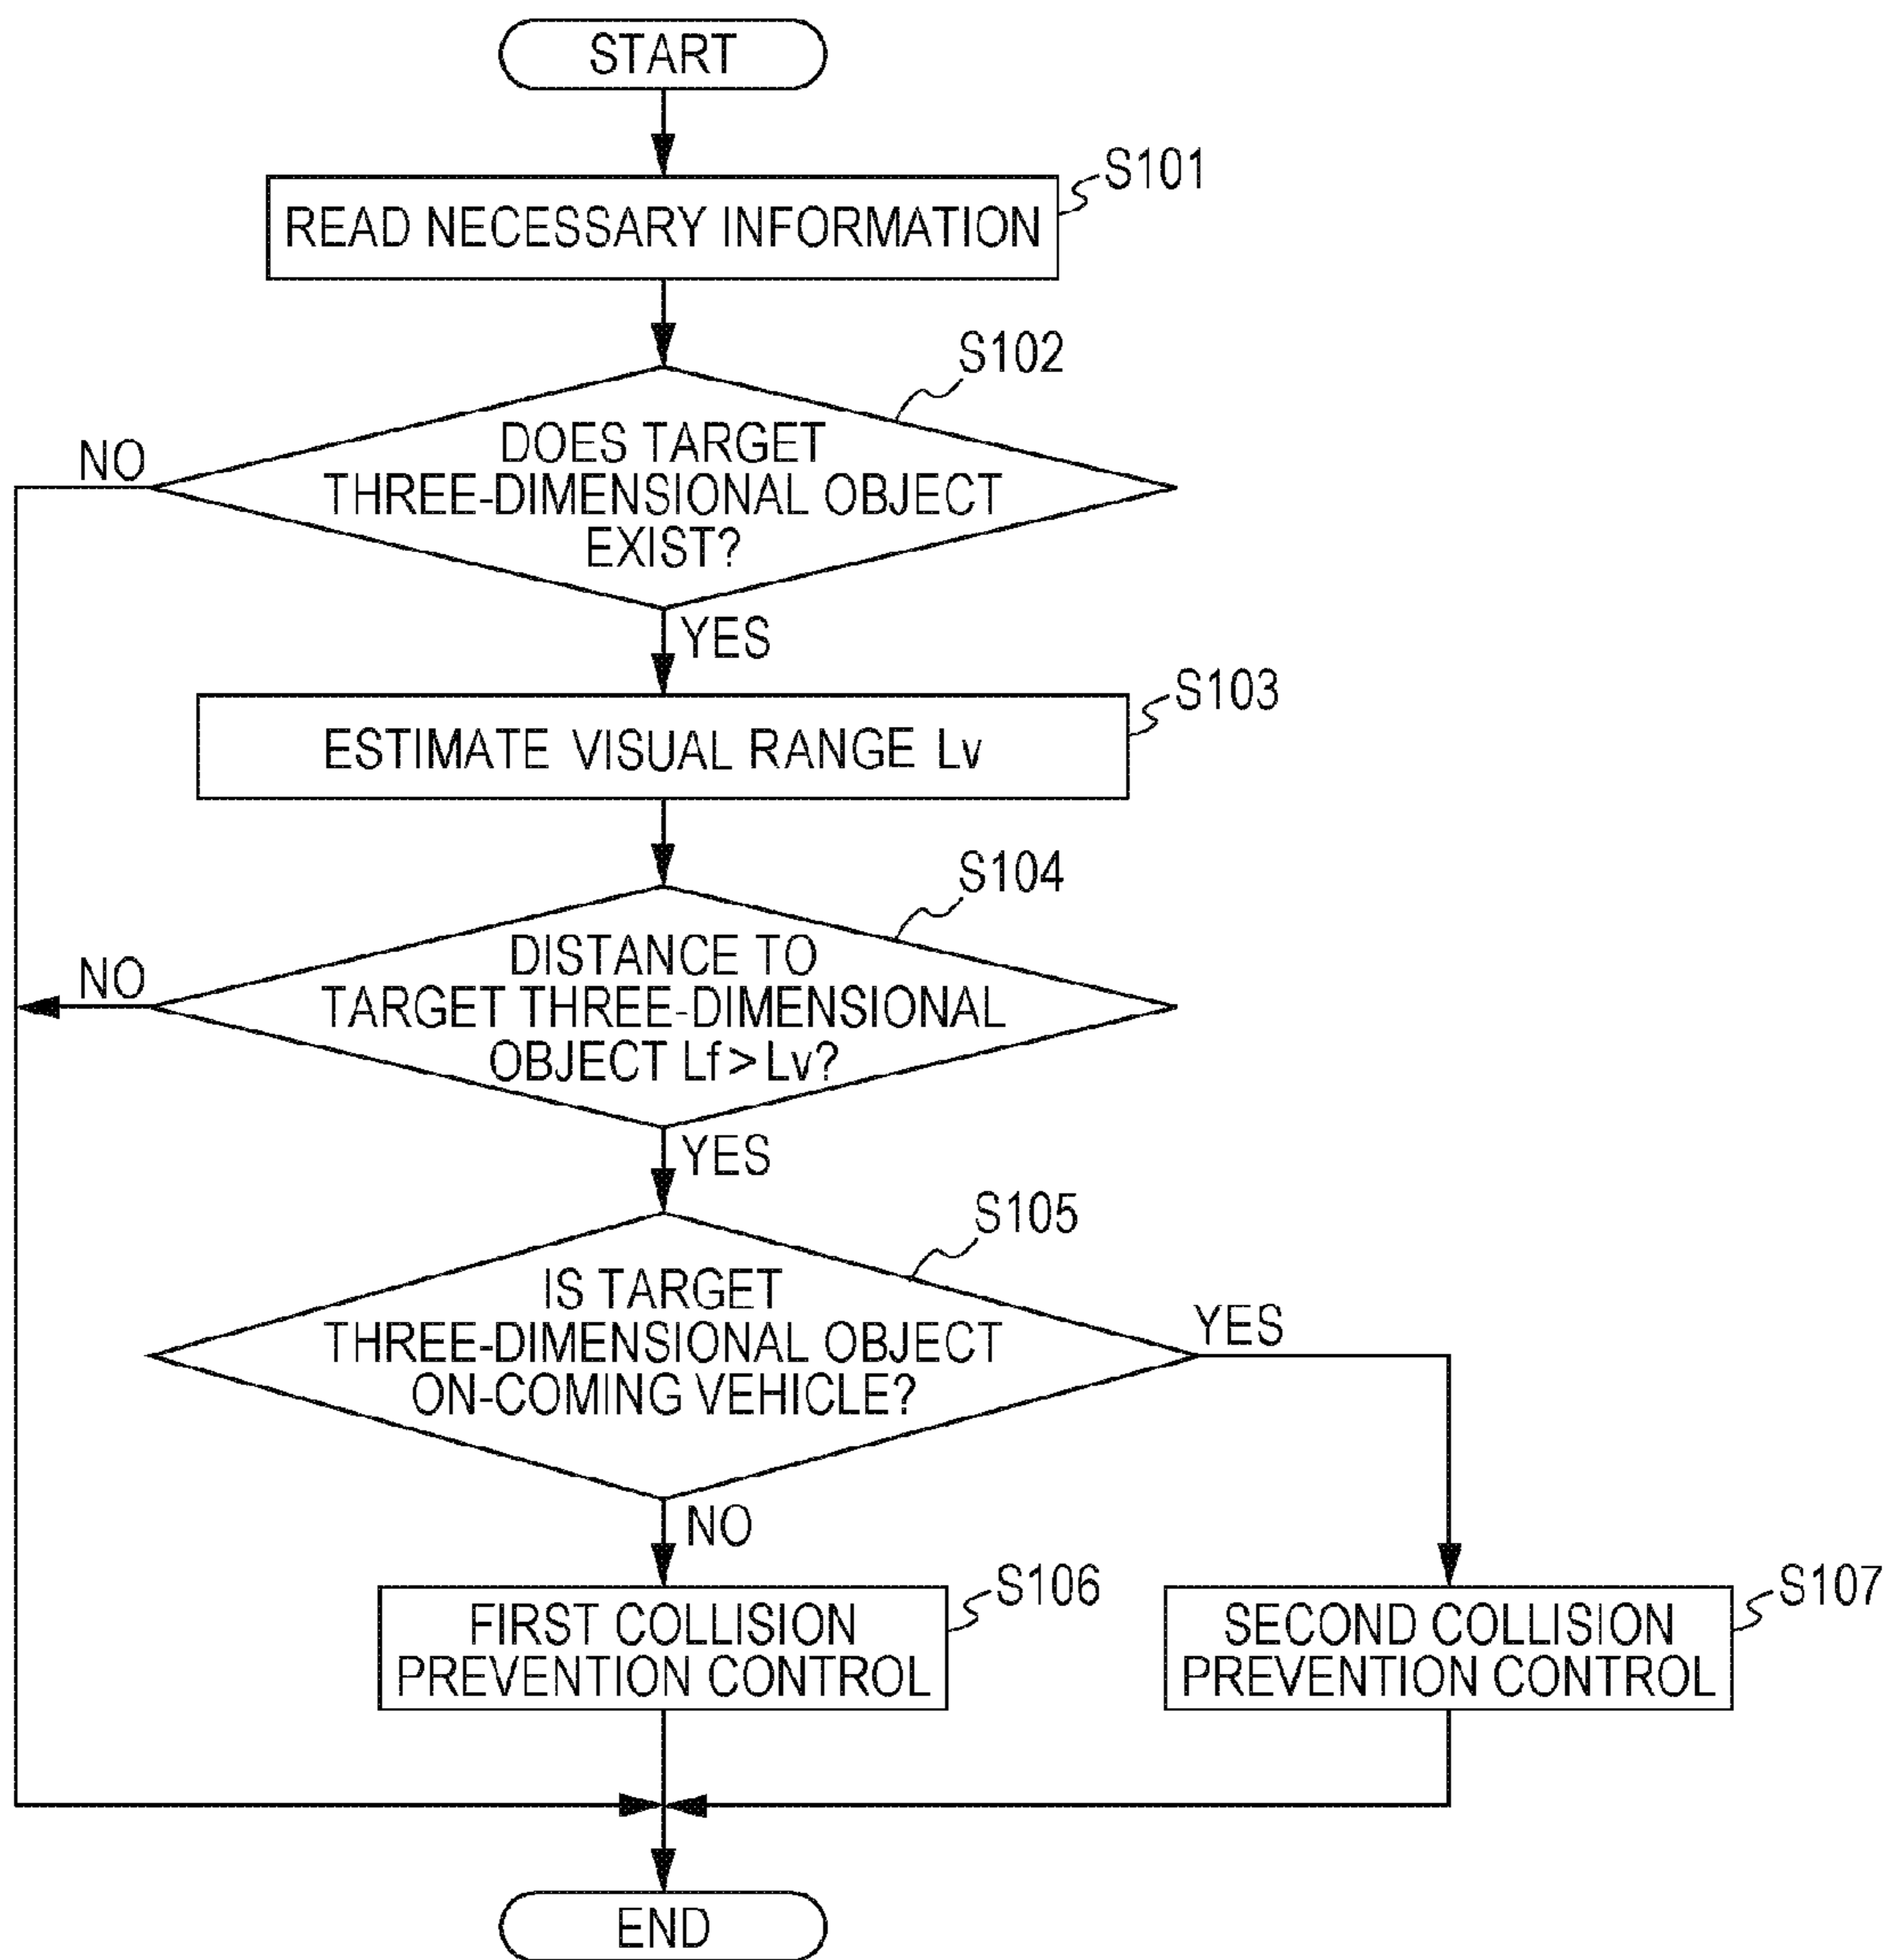 START
S101
READ NECESSARY INFORMATION
S102
DOES TARGET
THREE-DIMENSIONAL OBJECT
EXIST?
NO
YES
S103
ESTIMATE VISUAL RANGE Lv
S104
DISTANCE TO
TARGET THREE-DIMENSIONAL
OBJECT Lf > Lv?
NO
YES
S105
IS TARGET
THREE-DIMENSIONAL OBJECT
ON-COMING VEHICLE?
YES
NO
S106
FIRST COLLISION
PREVENTION CONTROL
S107
SECOND COLLISION
PREVENTION CONTROL
END